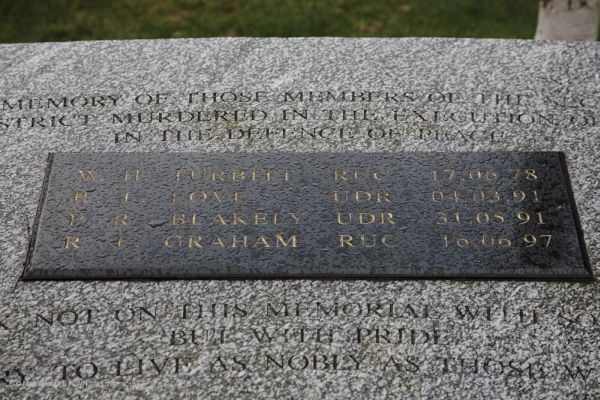 MEMORY OF THOSE MEMBERS OF THE
MURDERED IN THE EXECUTION OF
IN THE DEFENCE OF PEACE
W. H. TURBITT RUC 17.06.78
R. J. LOVE UDR 04.03.91
P. R. BLAKELY UDR 31.05.91
R. J. GRAHAM RUC 16.06.97
NOT ON THIS MEMORIAL WITH
BUT WITH PRIDE
TO LIVE AS NOBLY AS THOSE